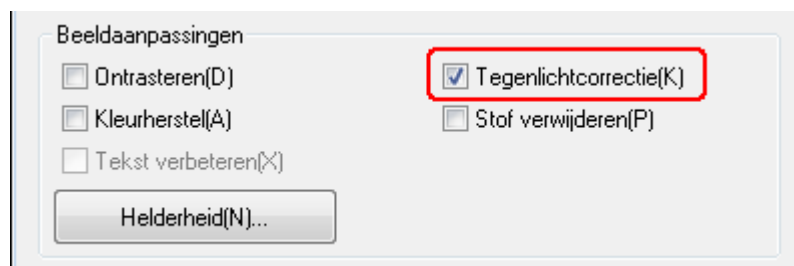 Beeldaanpassingen
Ontrasteren(D)
Tegenlichtcorrectie(K)
Kleurherstel(A)
Stof verwijderen(P)
Tekst verbeteren(X)
Helderheid(N)...